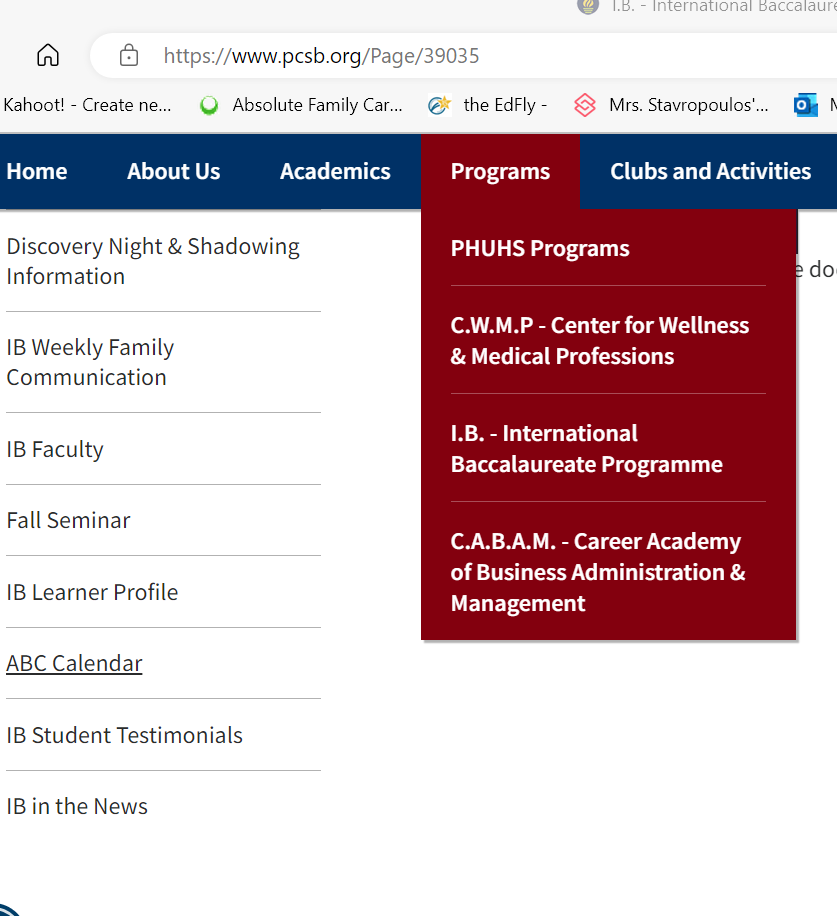 I.B. - International Baccalaure
https://www.pcsb.org/Page/39035
Kahoot! - Create ne... Absolute Family Car... the EdFly - Mrs. Stavropoulos'...
Home About Us Academics Programs Clubs and Activities
Discovery Night & Shadowing
Information
IB Weekly Family
Communication
IB Faculty
Fall Seminar
IB Learner Profile
ABC Calendar
IB Student Testimonials
IB in the News
PHUHS Programs
C.W.M.P - Center for Wellness
& Medical Professions
I.B. - International
Baccalaureate Programme
C.A.B.A.M. - Career Academy
of Business Administration &
Management